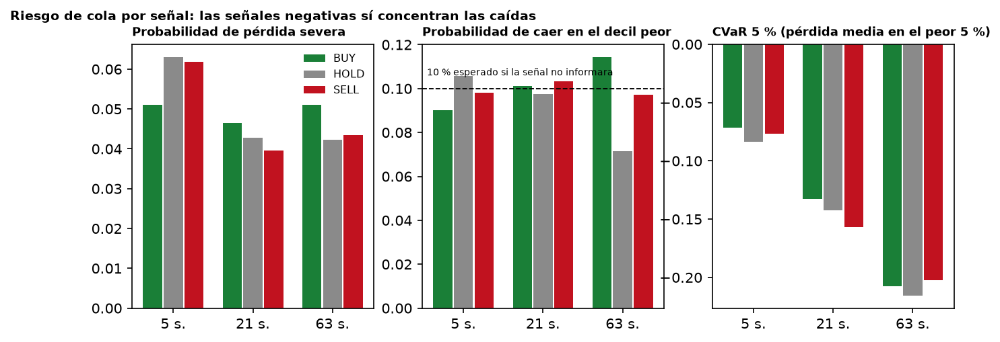 Riesgo de cola por señal: las señales negativas sí concentran las caídas
Probabilidad de pérdida severa
0.06
0.05
0.04
0.03
0.02
0.01
0.00
BUY
HOLD
SELL
5 s.
21 s.
63 s.
Probabilidad de caer en el decil peor
0.12
0.10
0.08
0.06
0.04
0.02
0.00
10 % esperado si la señal no informara
5 s.
21 s.
63 s.
CVaR 5 % (pérdida media en el peor 5 %)
0.00
−0.05
−0.10
−0.15
−0.20
5 s.
21 s.
63 s.